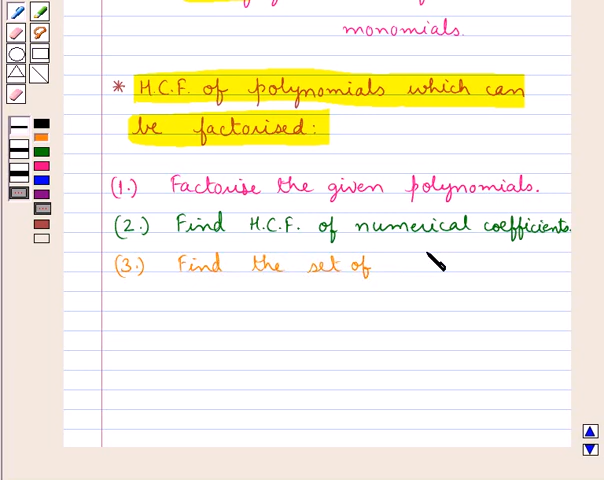 monomials.
* H.C.F. of polynomials which can
be factorised:
(1.) Factorise the given polynomials.
(2.) Find H.C.F. of numerical coefficients.
(3.) Find the set of